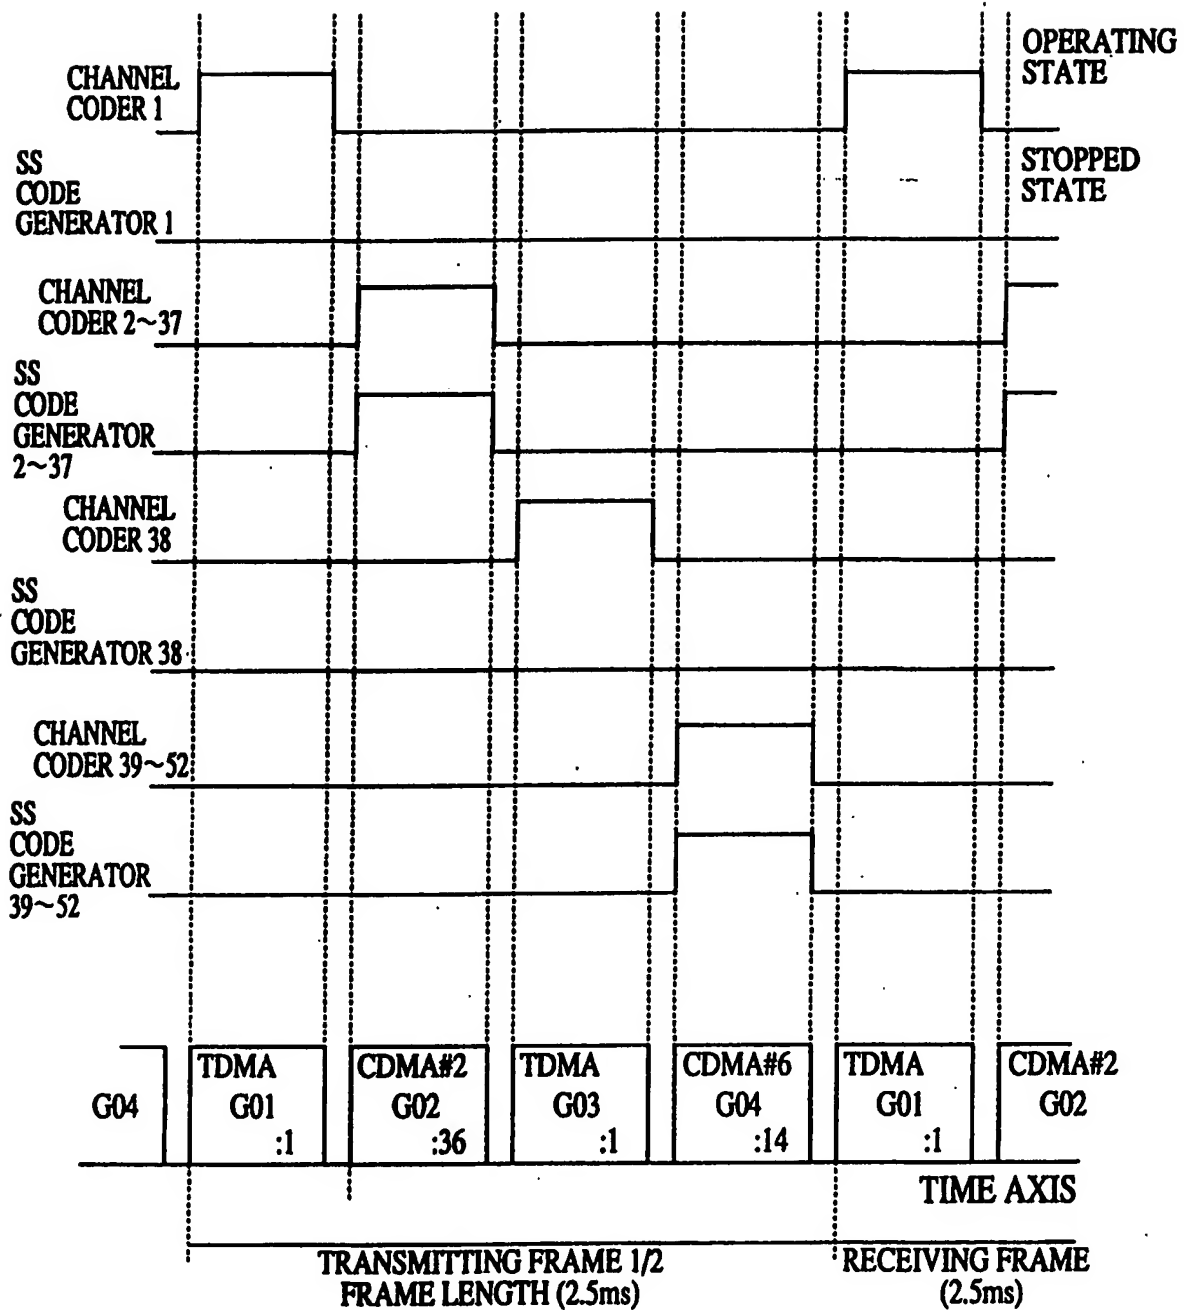 OPERATING
STATE
CHANNEL
CODER 1
STOPPED
STATE
SS
CODE
GENERATOR 1
CHANNEL
CODER 2~37
SS
CODE
GENERATOR
2~37
CHANNEL
CODER 38
SS
CODE
GENERATOR 38
CHANNEL
CODER 39~52
SS
CODE
GENERATOR
39~52
G04
TDMA
G01
:1
CDMA#2
G02
:36
TDMA
G03
:1
CDMA#6
G04
:14
TDMA
G01
:1
CDMA#2
G02
TIME AXIS
TRANSMITTING FRAME 1/2
FRAME LENGTH (2.5ms)
RECEIVING FRAME
(2.5ms)